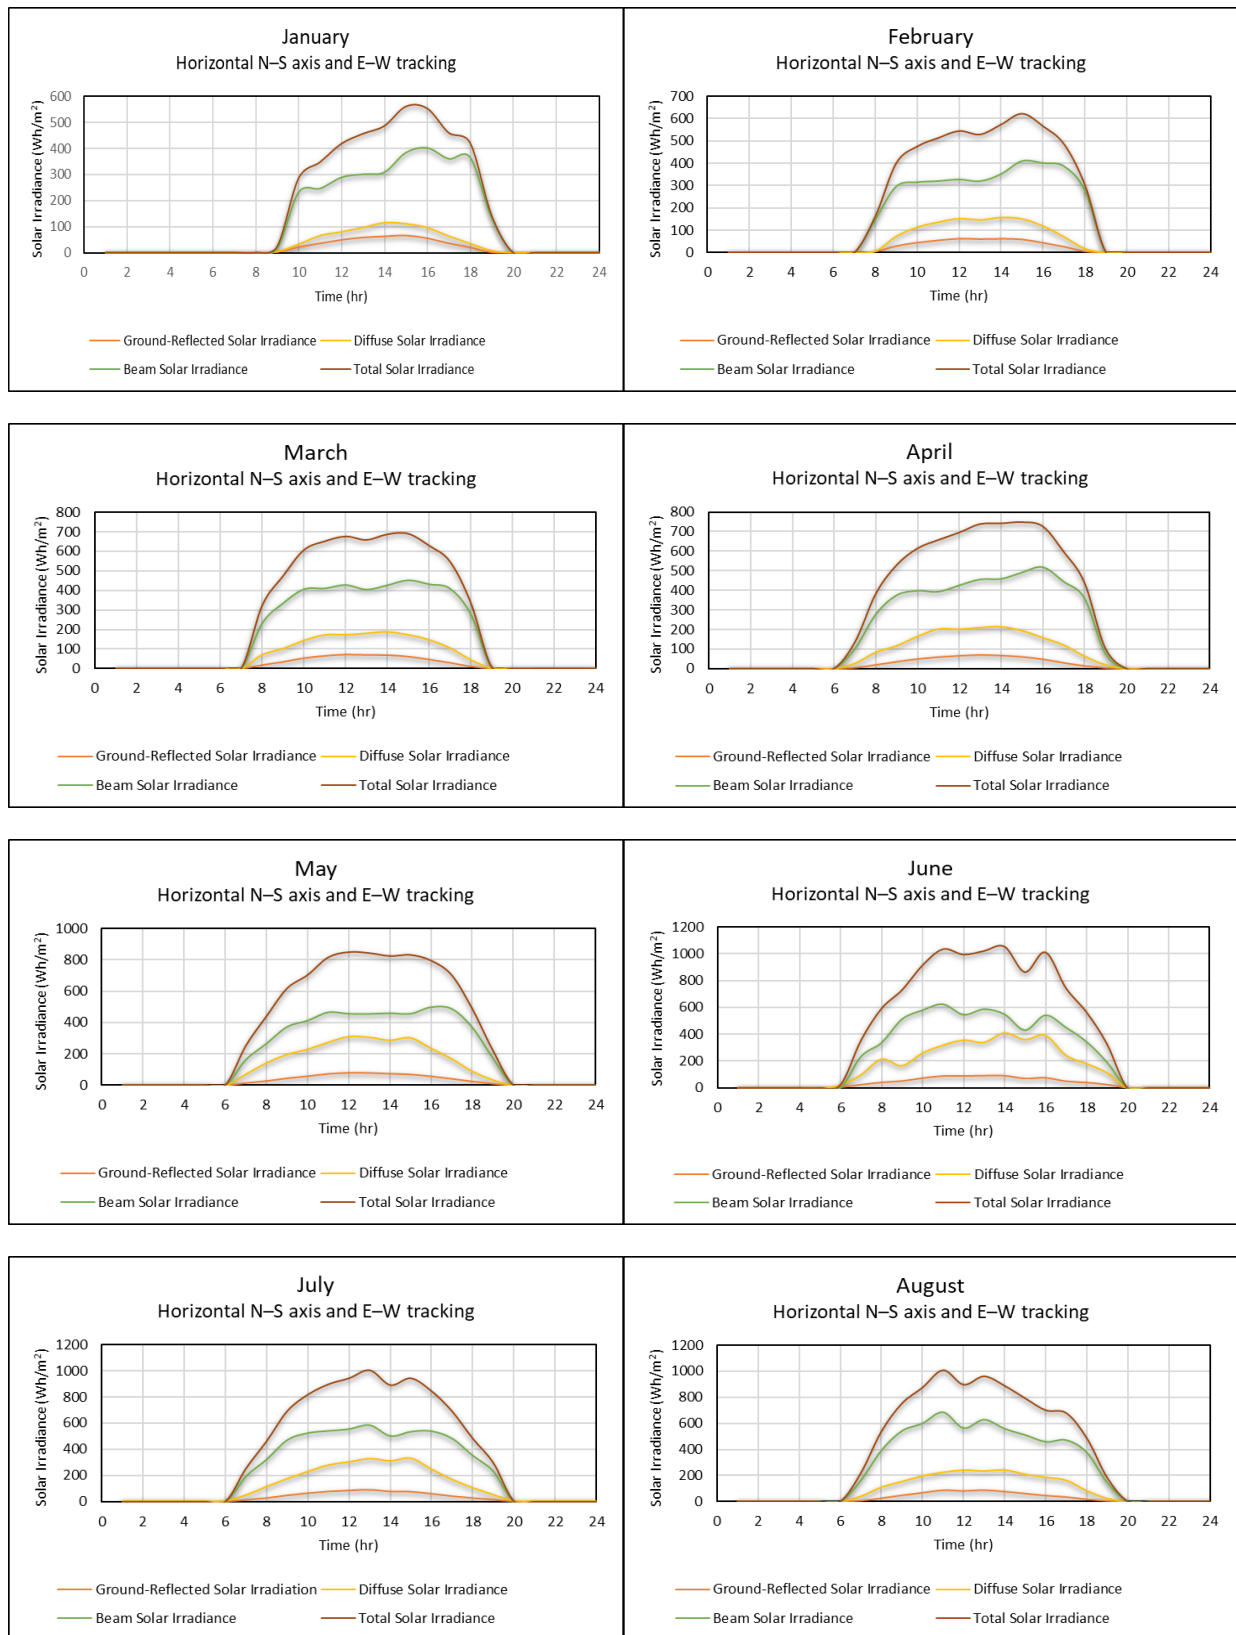 January
Horizontal N–S axis and E–W tracking
Solar Irradiance (Wh/m²)
600
500
400
300
200
100
0
0 2 4 6 8 10 12 14 16 18 20 22 24
Time (hr)
Ground-Reflected Solar Irradiance Diffuse Solar Irradiance
Beam Solar Irradiance Total Solar Irradiance
February
Horizontal N–S axis and E–W tracking
Solar Irradiance (Wh/m²)
700
600
500
400
300
200
100
0
0 2 4 6 8 10 12 14 16 18 20 22 24
Time (hr)
Ground-Reflected Solar Irradiance Diffuse Solar Irradiance
Beam Solar Irradiance Total Solar Irradiance
March
Horizontal N–S axis and E–W tracking
Solar Irradiance (Wh/m²)
800
700
600
500
400
300
200
100
0
0 2 4 6 8 10 12 14 16 18 20 22 24
Time (hr)
Ground-Reflected Solar Irradiance Diffuse Solar Irradiance
Beam Solar Irradiance Total Solar Irradiance
April
Horizontal N–S axis and E–W tracking
Solar Irradiance (Wh/m²)
800
700
600
500
400
300
200
100
0
0 2 4 6 8 10 12 14 16 18 20 22 24
Time (hr)
Ground-Reflected Solar Irradiance Diffuse Solar Irradiance
Beam Solar Irradiance Total Solar Irradiance
May
Horizontal N–S axis and E–W tracking
Solar Irradiance (Wh/m²)
1000
800
600
400
200
0
0 2 4 6 8 10 12 14 16 18 20 22 24
Time (hr)
Ground-Reflected Solar Irradiance Diffuse Solar Irradiance
Beam Solar Irradiance Total Solar Irradiance
June
Horizontal N–S axis and E–W tracking
Solar Irradiance (Wh/m²)
1200
1000
800
600
400
200
0
0 2 4 6 8 10 12 14 16 18 20 22 24
Time (hr)
Ground-Reflected Solar Irradiance Diffuse Solar Irradiance
Beam Solar Irradiance Total Solar Irradiance
July
Horizontal N–S axis and E–W tracking
Solar Irradiance (Wh/m²)
1200
1000
800
600
400
200
0
0 2 4 6 8 10 12 14 16 18 20 22 24
Time (hr)
Ground-Reflected Solar Irradiation Diffuse Solar Irradiance
Beam Solar Irradiance Total Solar Irradiance
August
Horizontal N–S axis and E–W tracking
Solar Irradiance (Wh/m²)
1200
1000
800
600
400
200
0
0 2 4 6 8 10 12 14 16 18 20 22 24
Time (hr)
Ground-Reflected Solar Irradiance Diffuse Solar Irradiance
Beam Solar Irradiance Total Solar Irradiance